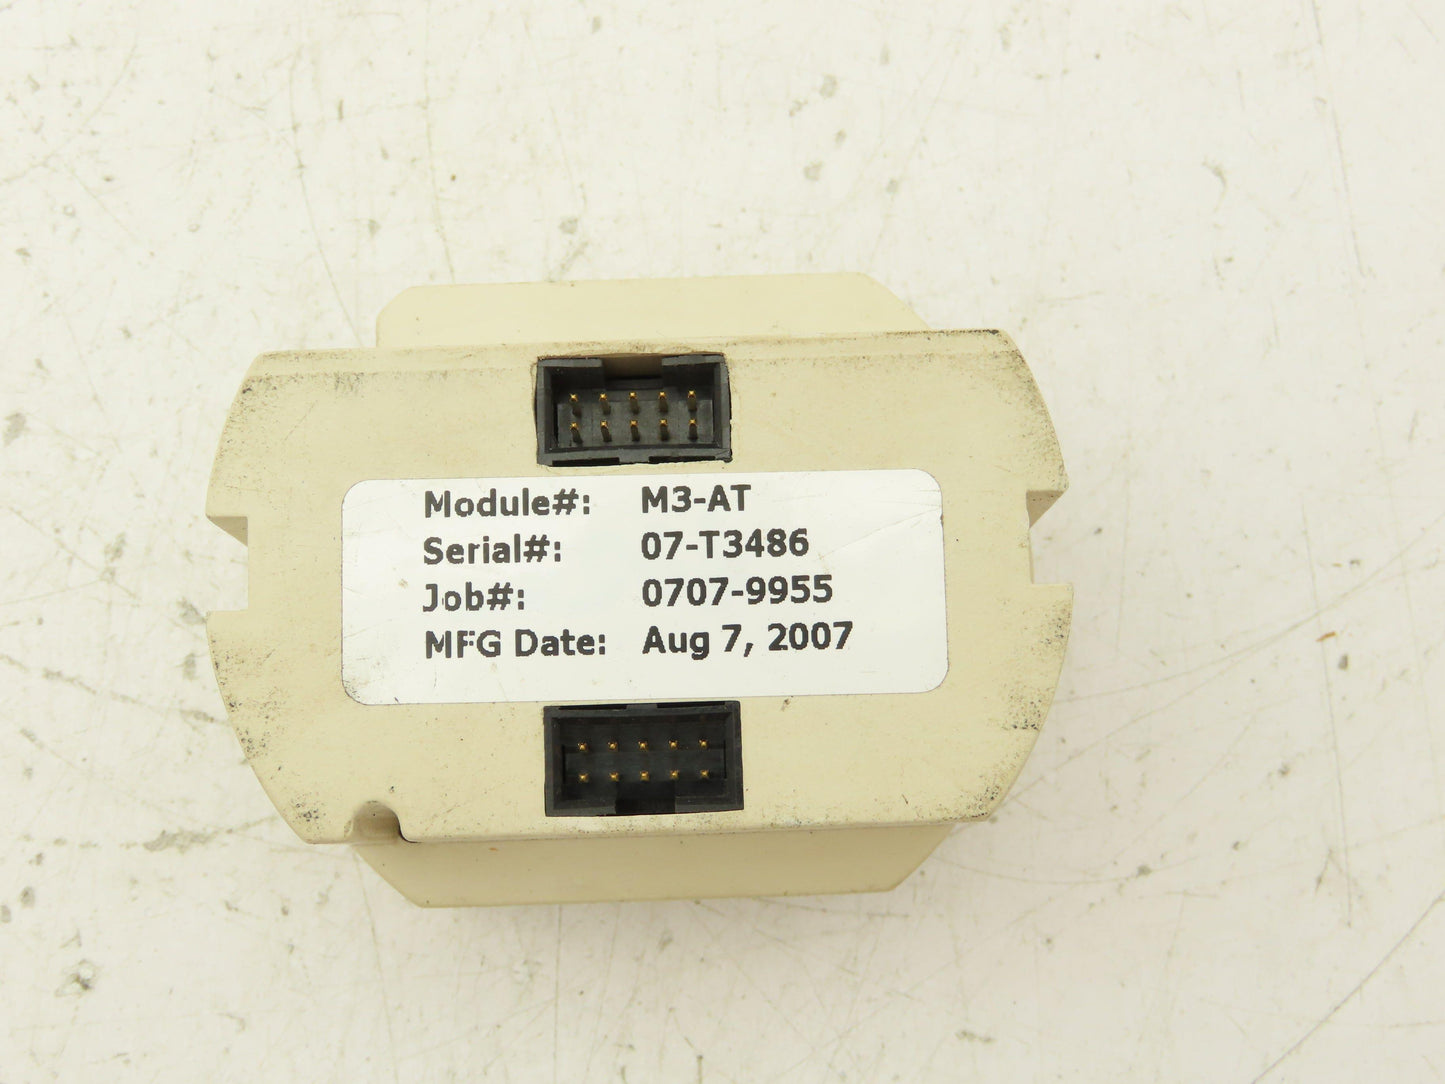 Module#: M3-AT
Serial#: 07-T3486
Job#: 0707-9955
MFG Date: Aug 7, 2007